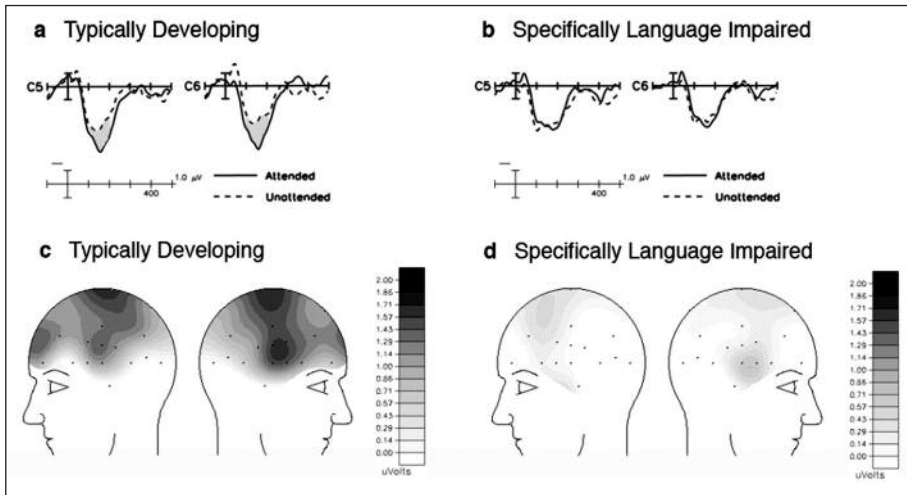 a Typically Developing
b Specifically Language Impaired
C5
C6
C5
C6
1.0 µV
400
Attended
Unattended
1.0 µV
400
Attended
Unattended
c Typically Developing
d Specifically Language Impaired
2.00
1.86
1.71
1.57
1.43
1.29
1.14
1.00
0.86
0.71
0.57
0.43
0.29
0.14
0.00
uVolts
2.00
1.86
1.71
1.57
1.43
1.29
1.14
1.00
0.86
0.71
0.57
0.43
0.29
0.14
0.00
uVolts